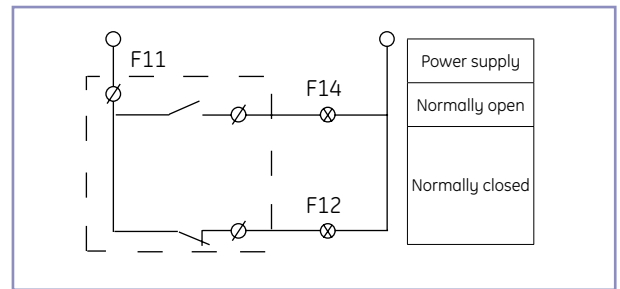 F11
F14
F12
Power supply
Normally open
Normally closed